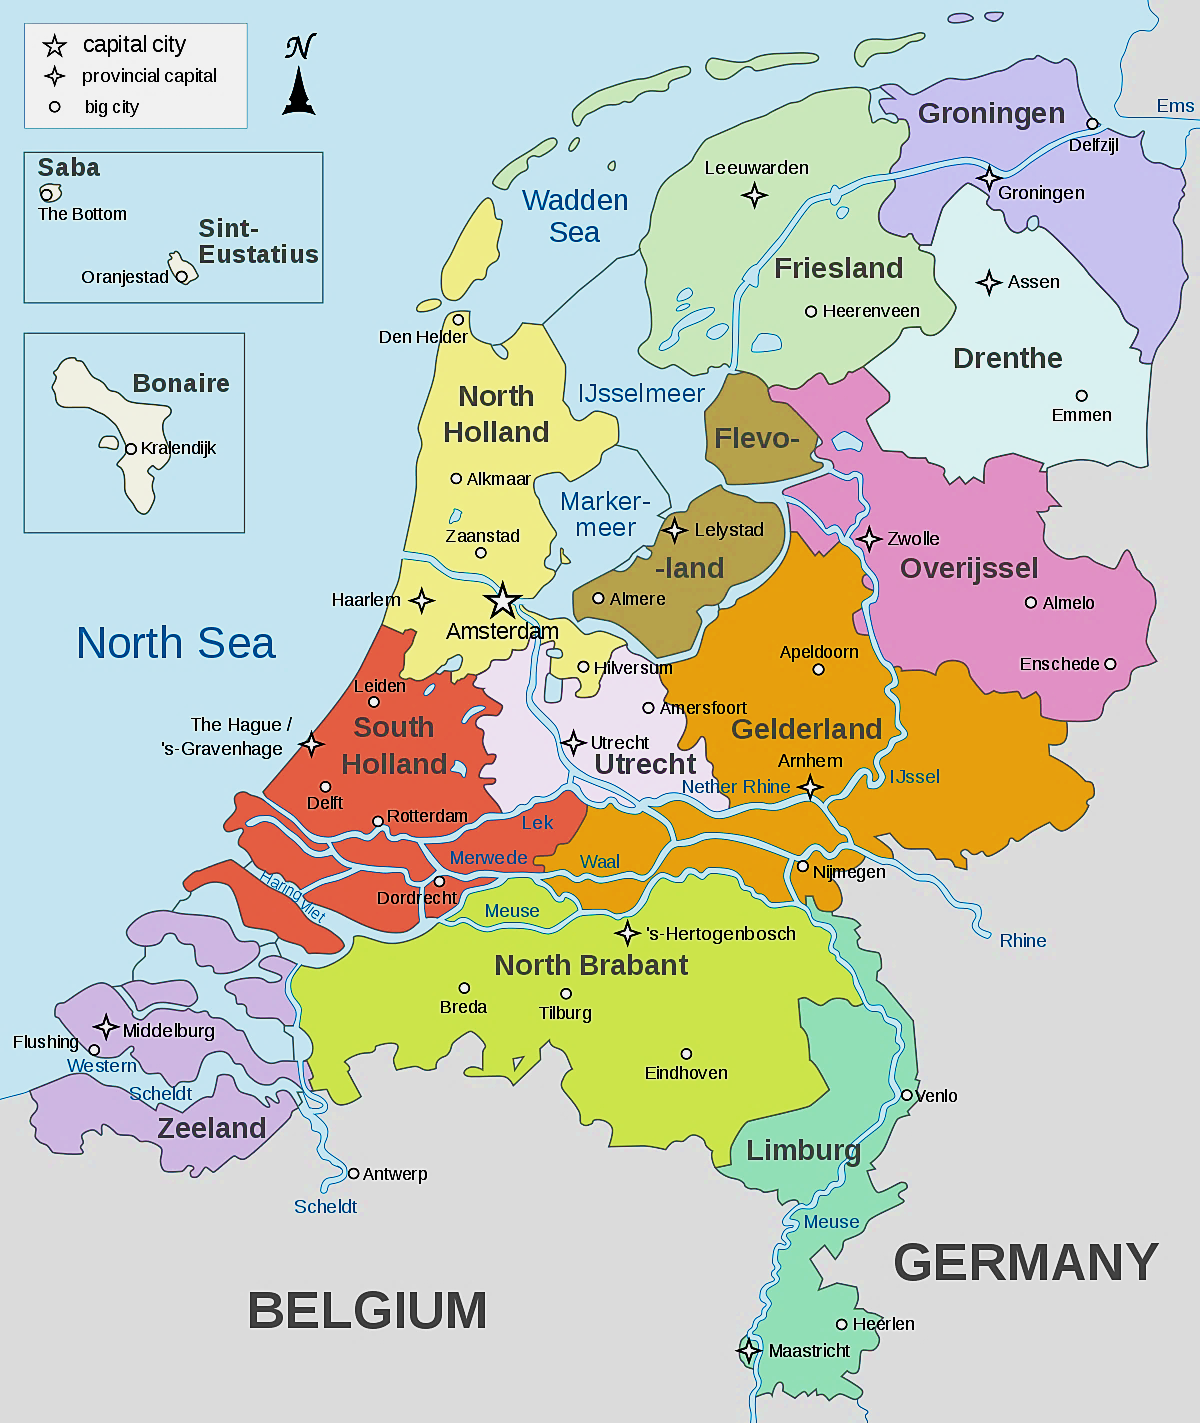 capital city
provincial capital
big city
N
Saba
The Bottom
Sint-
Eustatius
Oranjestad
Bonaire
Kralendijk
Ems
Groningen
Delfzijl
Groningen
Leeuwarden
Wadden
Sea
Friesland
Heerenveen
Assen
Drenthe
Emmen
Den Helder
North
Holland
IJsselmeer
Flevo-
Alkmaar
Marker-
meer
Zaanstad
Lelystad
-land
Almere
Zwolle
Overijssel
Almelo
Enschede
Haarlem
Amsterdam
North Sea
Hilversum
Apeldoorn
Leiden
Amersfoort
The Hague /
's-Gravenhage
South
Holland
Utrecht
Utrecht
Gelderland
Arnhem
Nether Rhine
IJssel
Delft
Rotterdam
Lek
Merwede
Waal
Nijmegen
Haringvliet
Dordrecht
Meuse
's-Hertogenbosch
Rhine
North Brabant
Breda
Tilburg
Middelburg
Flushing
Western
Scheldt
Eindhoven
Venlo
Zeeland
Limburg
Antwerp
Scheldt
Meuse
GERMANY
BELGIUM
Heerlen
Maastricht